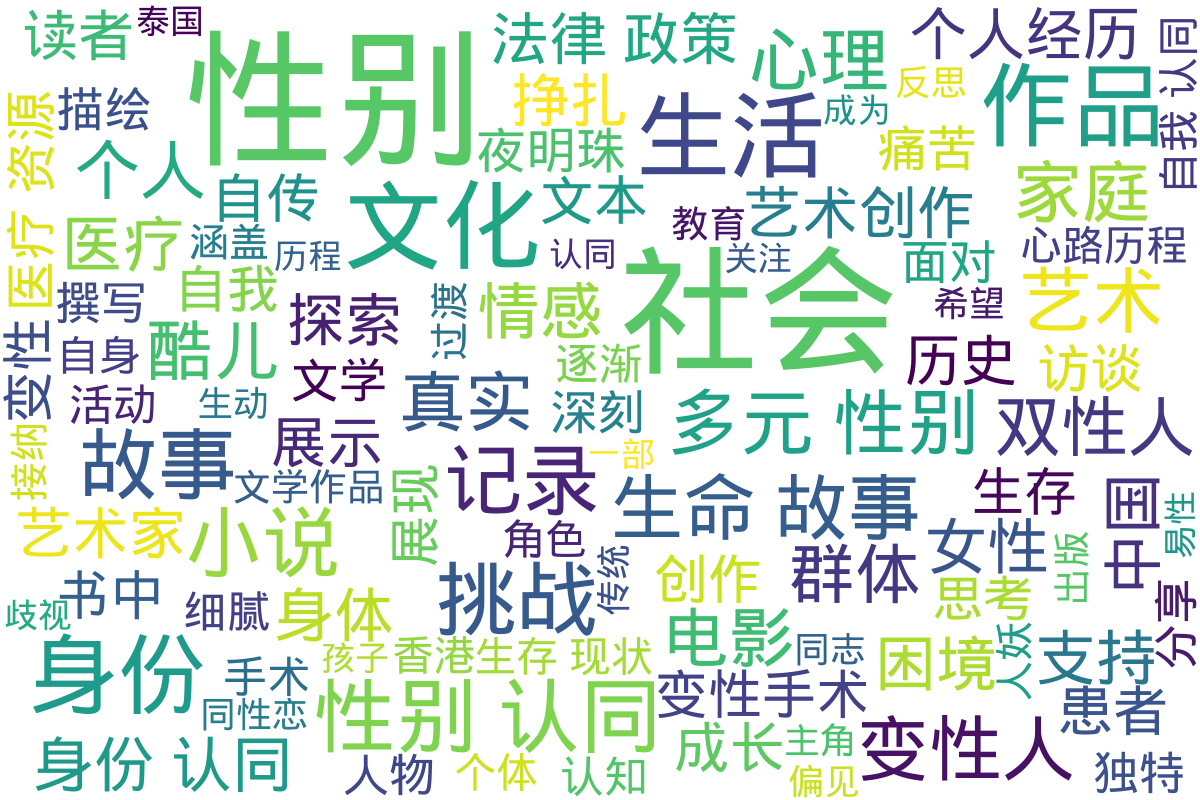 读者
泰国
性别
法律 政策
心理
个人经历
自我 认同
资源
描绘
挣扎
生活
成为
反思
作品
个人
夜明珠
痛苦
自传
文化
文本
教育
艺术创作
家庭
医疗
医疗
涵盖
历程
认同
社会
关注
面对
心路历程
撰写
自我
探索
过渡
情感
希望
艺术
变性
自身
酷儿
文学
真实
逐渐
历史
访谈
活动
生动
深刻
多元 性别
双性人
接纳
故事
展示
记录
一部
文学作品
展现
生命 故事
生存
中国
易性
艺术家
小说
角色
女性
出版
书中
挑战
传统
群体
创作
思考
分享
歧视
细腻
身体
电影
人妖
身份
孩子
香港生存 现状
同志
困境
支持
手术
同性恋
性别 认同
变性手术
患者
身份 认同
人物
个体
认知
成长
主角
偏见
变性人
独特